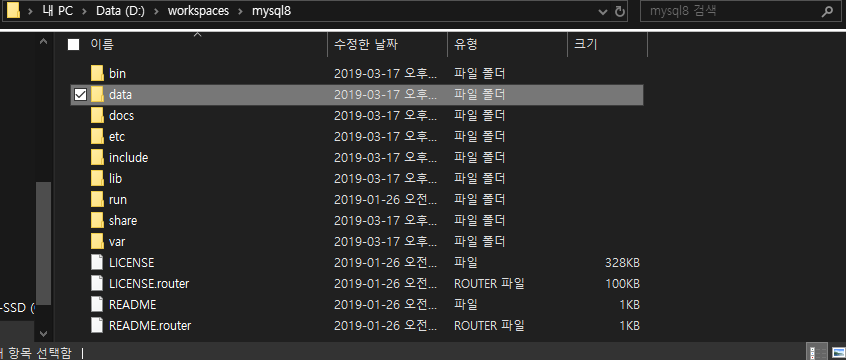 내 PC > Data (D:) > workspaces > mysql8 mysql8 검색
이름 수정한 날짜 유형 크기
bin 2019-03-17 오후... 파일 폴더
data 2019-03-17 오후... 파일 폴더
docs 2019-03-17 오후... 파일 폴더
etc 2019-03-17 오후... 파일 폴더
include 2019-03-17 오후... 파일 폴더
lib 2019-03-17 오후... 파일 폴더
run 2019-01-26 오전... 파일 폴더
share 2019-03-17 오후... 파일 폴더
var 2019-03-17 오후... 파일 폴더
LICENSE 2019-01-26 오전... 파일 328KB
LICENSE.router 2019-01-26 오전... ROUTER 파일 100KB
README 2019-01-26 오전... 파일 1KB
README.router 2019-01-26 오전... ROUTER 파일 1KB
-SSD (
항목 선택함